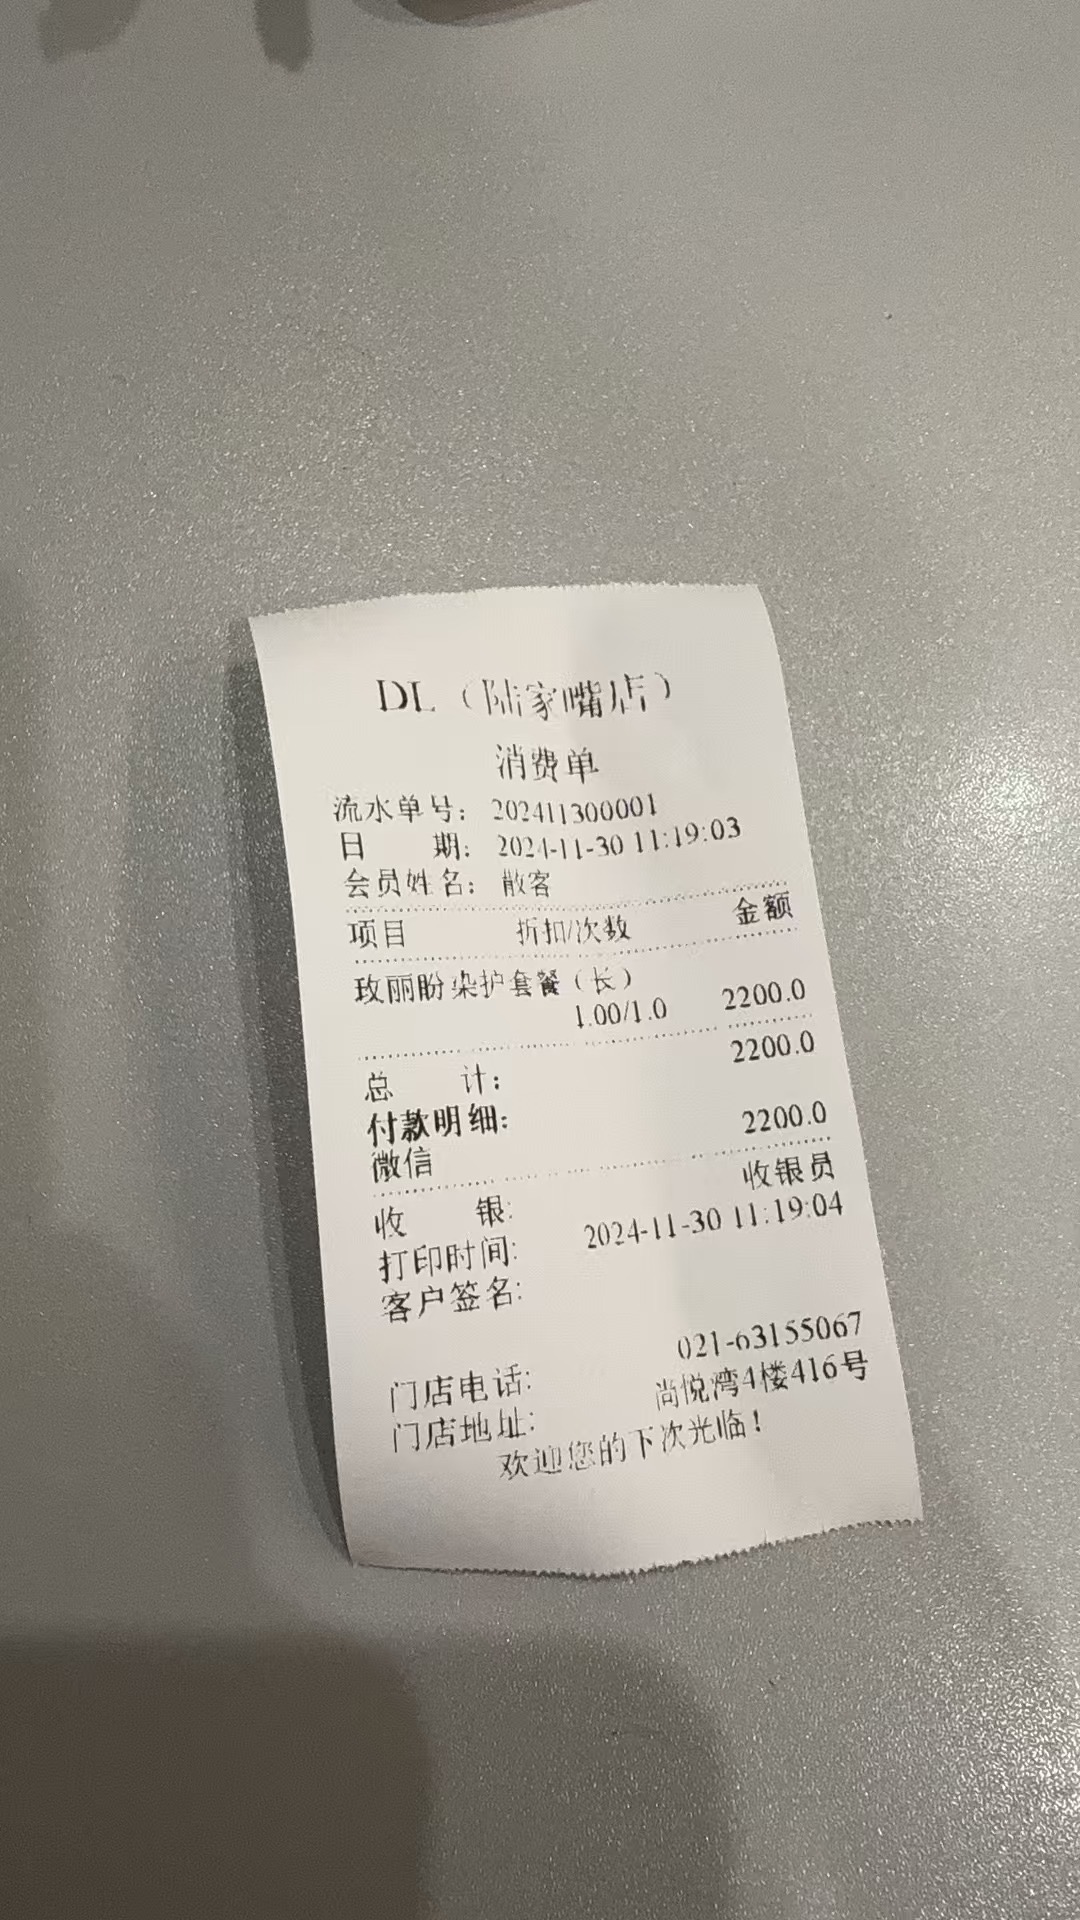 DL（陆家嘴店）
消费单
流水单号： 202411300001
日 期： 2024-11-30 11:19:03
会员姓名： 散客
项目 折扣/次数 金额
玫丽盼染护套餐（长）
1.00/1.0 2200.0
总 计： 2200.0
付款明细:
微信 2200.0
收 银: 收银员
打印时间: 2024-11-30 11:19:04
客户签名:
门店电话: 021-63155067
门店地址: 尚悦湾4楼416号
欢迎您的下次光临！